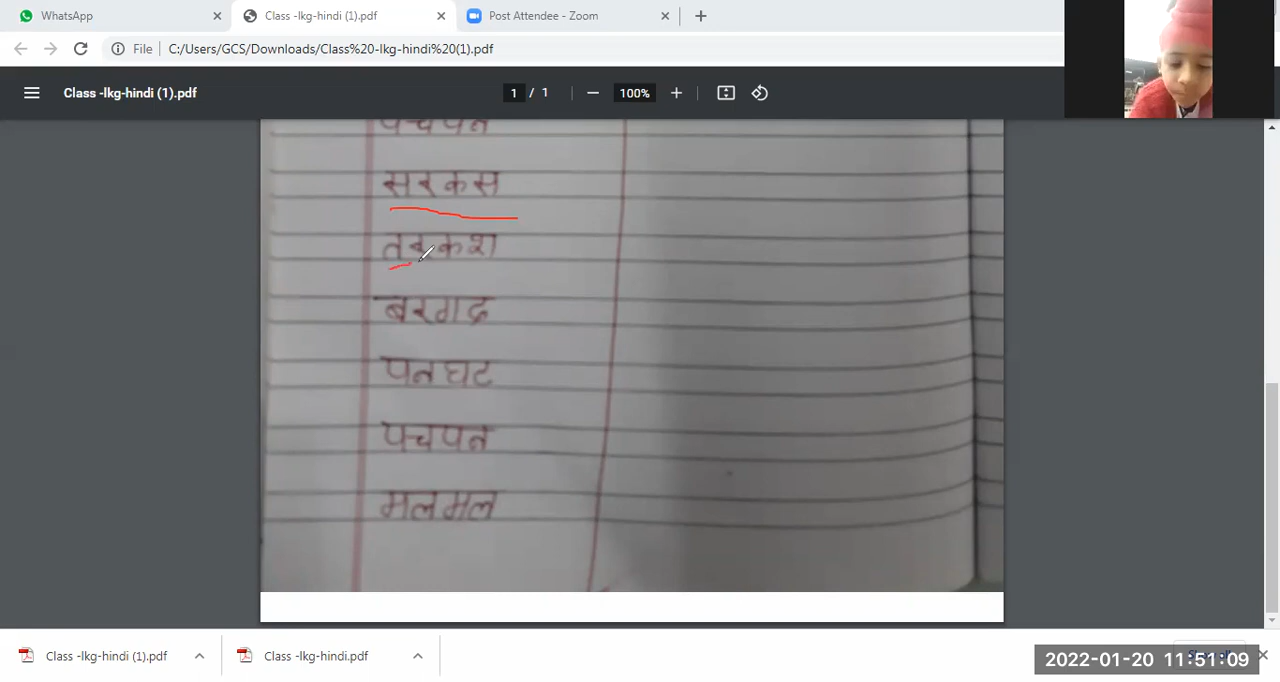 WhatsApp
Class -lkg-hindi (1).pdf
Post Attendee - Zoom
File
C:/Users/GCS/Downloads/Class%20-lkg-hindi%20(1).pdf
Class -lkg-hindi (1).pdf
1 / 1
100%
पचपन
सरकस
तरकश
बरगद
पनघट
पचपन
मलमल
Class -lkg-hindi (1).pdf
Class -lkg-hindi.pdf
2022-01-20 11:51:09